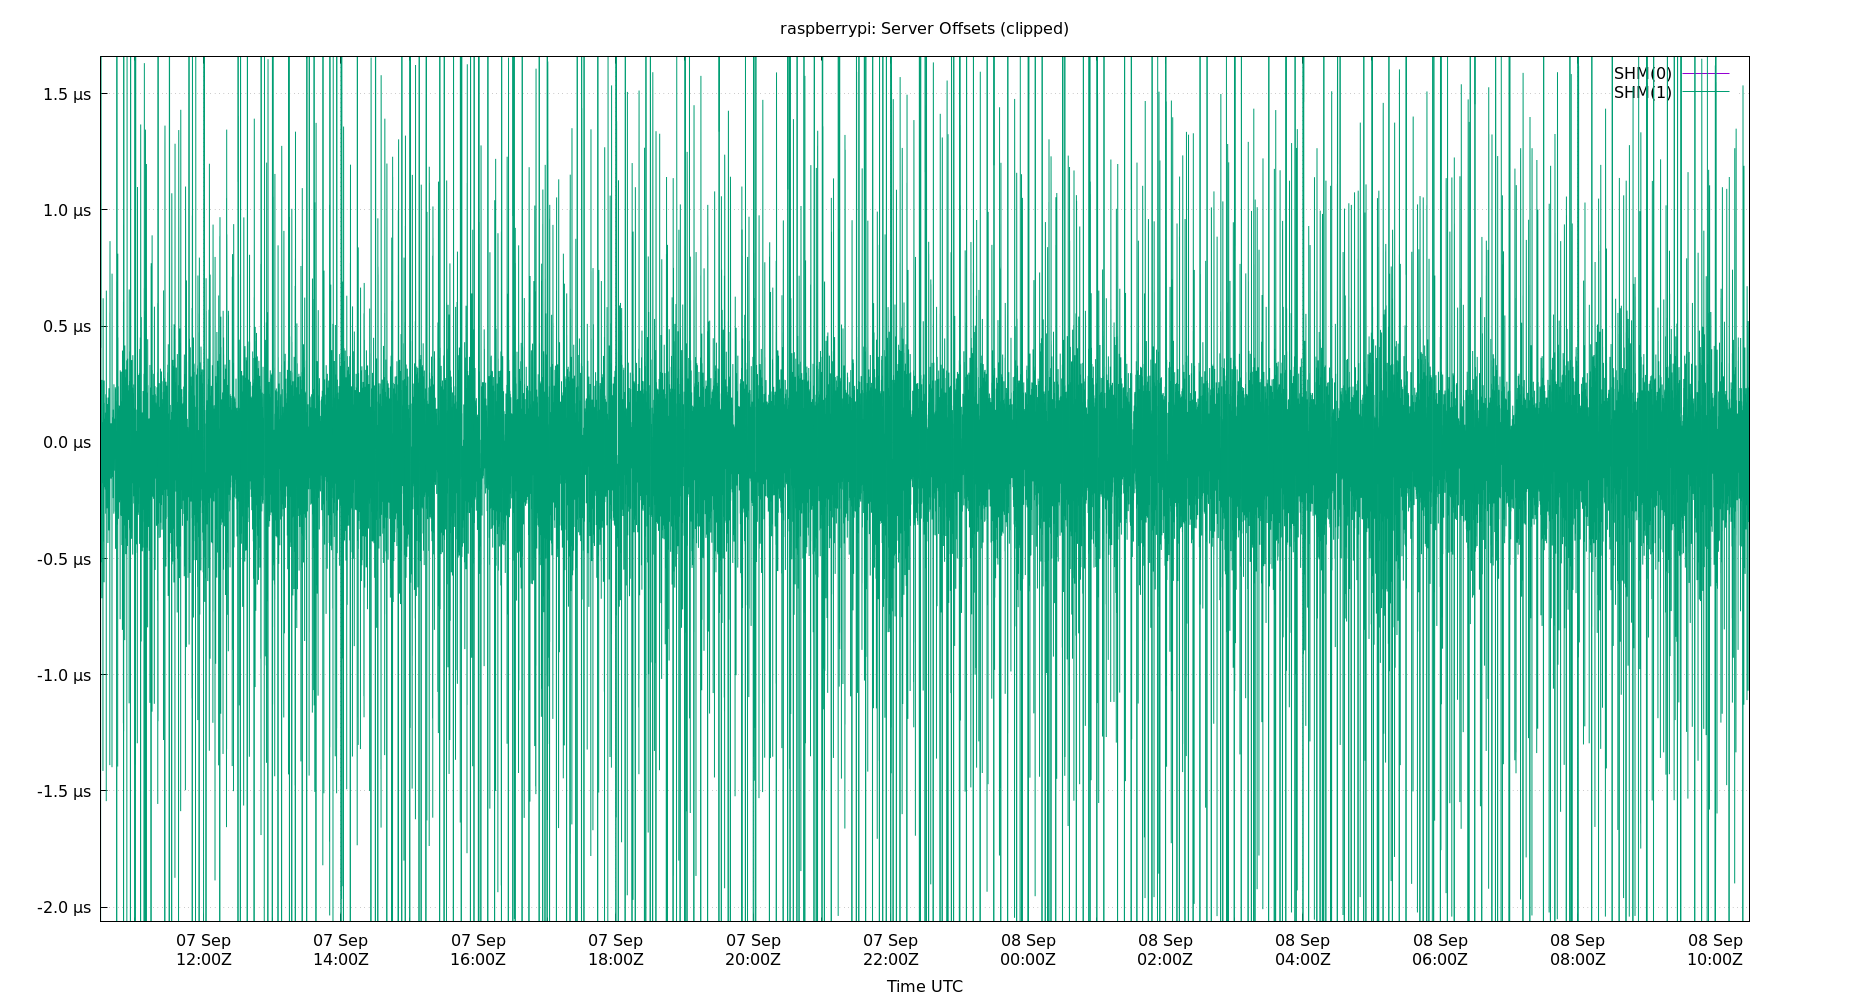 raspberrypi: Server Offsets (clipped)
SHM(0)
SHM(1)
1.5 µs
1.0 µs
0.5 µs
0.0 µs
-0.5 µs
-1.0 µs
-1.5 µs
-2.0 µs
07 Sep 07 Sep 07 Sep 07 Sep 07 Sep 07 Sep 08 Sep 08 Sep 08 Sep 08 Sep 08 Sep 08 Sep
12:00Z 14:00Z 16:00Z 18:00Z 20:00Z 22:00Z 00:00Z 02:00Z 04:00Z 06:00Z 08:00Z 10:00Z
Time UTC